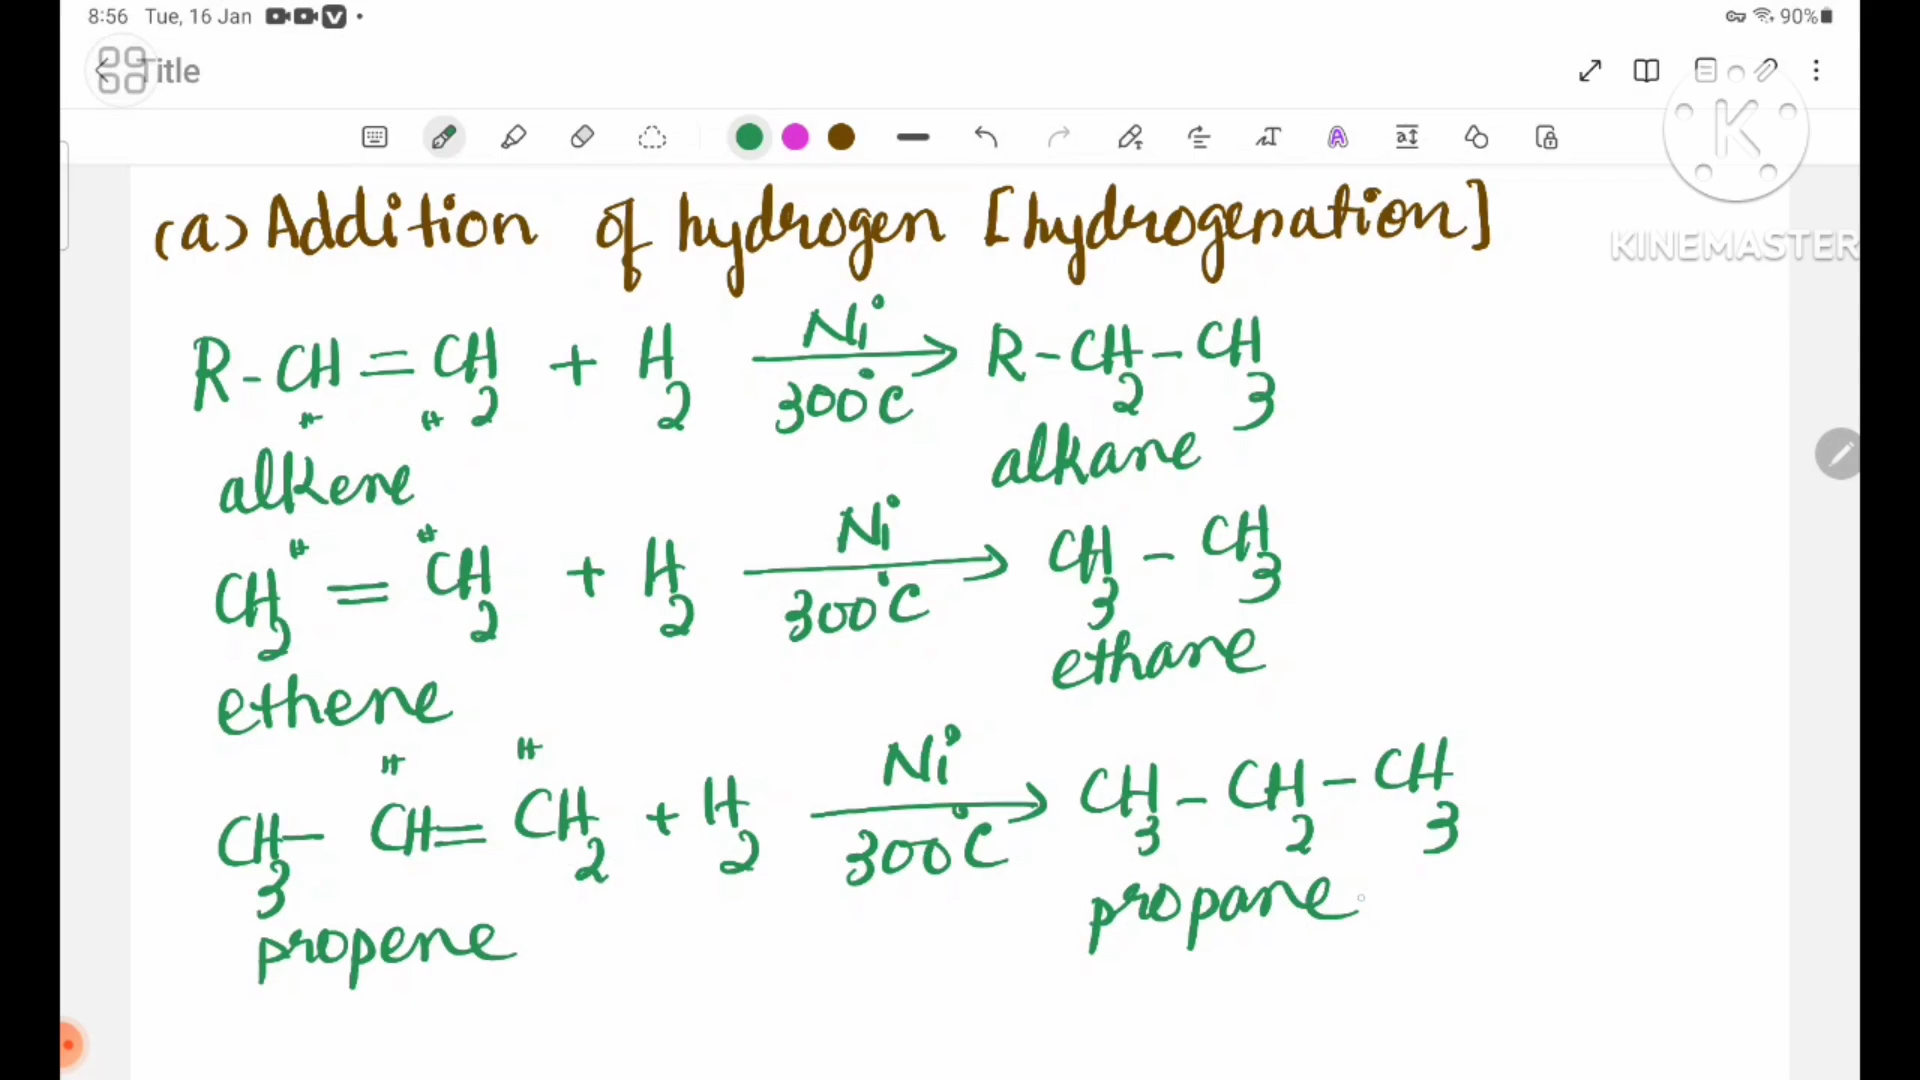 8:56 Tue, 16 Jan 90%
Title
KINEMASTER
(a) Addition of hydrogen [hydrogenation]
R-CH=CH2 + H2 Ni 300°C R-CH2-CH3
H H
alkene alkane
H H
CH2=CH2 + H2 Ni 300°C CH3-CH3
ethene ethane
H H
CH3-CH=CH2 + H2 Ni 300°C CH3-CH2-CH3
propene propane